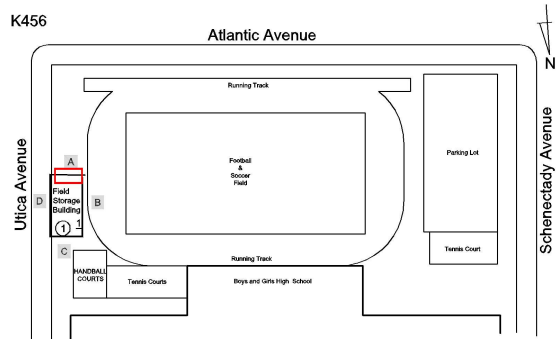 K456
Atlantic Avenue
N
Running Track
Utica Avenue
Schenectady Avenue
Parking Lot
Football
&
Soccer
Field
A
D
Field
Storage
Building
B
1
1
C
HANDBALL
COURTS
Tennis Courts
Running Track
Boys and Girls High School
Tennis Court